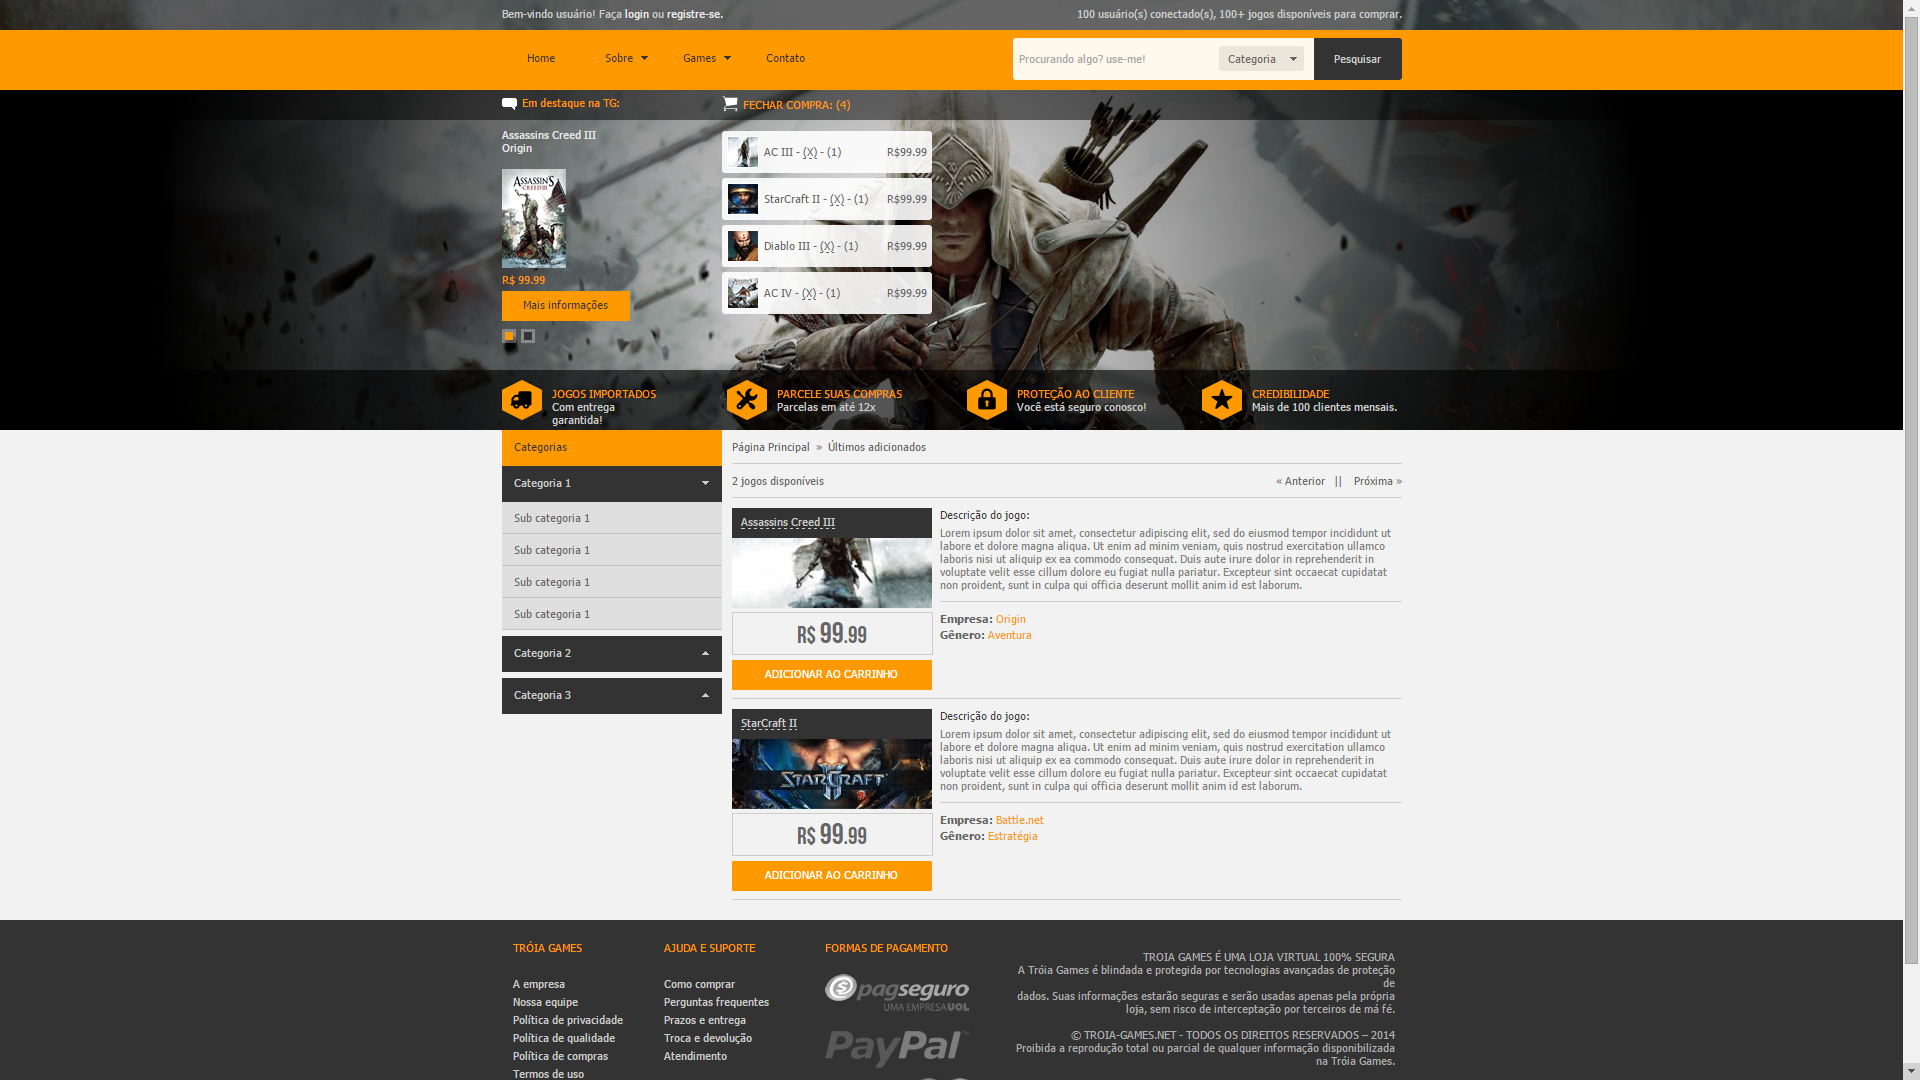 Bem-vindo usuário! Faça login ou registre-se.
100 usuário(s) conectado(s), 100+ jogos disponíveis para comprar.
Home
Sobre
Games
Contato
Procurando algo? use-me!
Categoria
Pesquisar
Em destaque na TG:
FECHAR COMPRA: (4)
Assassins Creed III
Origin
ASSASSIN'S
CREED III
R$ 99.99
Mais informações
AC III - (X) - (1)
R$99.99
StarCraft II - (X) - (1)
R$99.99
Diablo III - (X) - (1)
R$99.99
AC IV - (X) - (1)
R$99.99
JOGOS IMPORTADOS
Com entrega
garantida!
PARCELE SUAS COMPRAS
Parcelas em até 12x
PROTEÇÃO AO CLIENTE
Você está seguro conosco!
CREDIBILIDADE
Mais de 100 clientes mensais.
Categorias
Categoria 1
Sub categoria 1
Sub categoria 1
Sub categoria 1
Sub categoria 1
Categoria 2
Categoria 3
Página Principal » Últimos adicionados
2 jogos disponíveis
« Anterior || Próxima »
Assassins Creed III
R$ 99.99
ADICIONAR AO CARRINHO
Descrição do jogo:
Lorem ipsum dolor sit amet, consectetur adipiscing elit, sed do eiusmod tempor incididunt ut
labore et dolore magna aliqua. Ut enim ad minim veniam, quis nostrud exercitation ullamco
laboris nisi ut aliquip ex ea commodo consequat. Duis aute irure dolor in reprehenderit in
voluptate velit esse cillum dolore eu fugiat nulla pariatur. Excepteur sint occaecat cupidatat
non proident, sunt in culpa qui officia deserunt mollit anim id est laborum.
Empresa: Origin
Gênero: Aventura
StarCraft II
STARCRAFT
II
R$ 99.99
ADICIONAR AO CARRINHO
Descrição do jogo:
Lorem ipsum dolor sit amet, consectetur adipiscing elit, sed do eiusmod tempor incididunt ut
labore et dolore magna aliqua. Ut enim ad minim veniam, quis nostrud exercitation ullamco
laboris nisi ut aliquip ex ea commodo consequat. Duis aute irure dolor in reprehenderit in
voluptate velit esse cillum dolore eu fugiat nulla pariatur. Excepteur sint occaecat cupidatat
non proident, sunt in culpa qui officia deserunt mollit anim id est laborum.
Empresa: Battle.net
Gênero: Estratégia
TRÓIA GAMES
A empresa
Nossa equipe
Política de privacidade
Política de qualidade
Política de compras
Termos de uso
AJUDA E SUPORTE
Como comprar
Perguntas frequentes
Prazos e entrega
Troca e devolução
Atendimento
FORMAS DE PAGAMENTO
pagseguro
UMA EMPRESA UOL
PayPal
TROIA GAMES É UMA LOJA VIRTUAL 100% SEGURA
A Tróia Games é blindada e protegida por tecnologias avançadas de proteção
de
dados. Suas informações estarão seguras e serão usadas apenas pela própria
loja, sem risco de interceptação por terceiros de má fé.
© TROIA-GAMES.NET - TODOS OS DIREITOS RESERVADOS – 2014
Proibida a reprodução total ou parcial de qualquer informação disponibilizada
na Tróia Games.